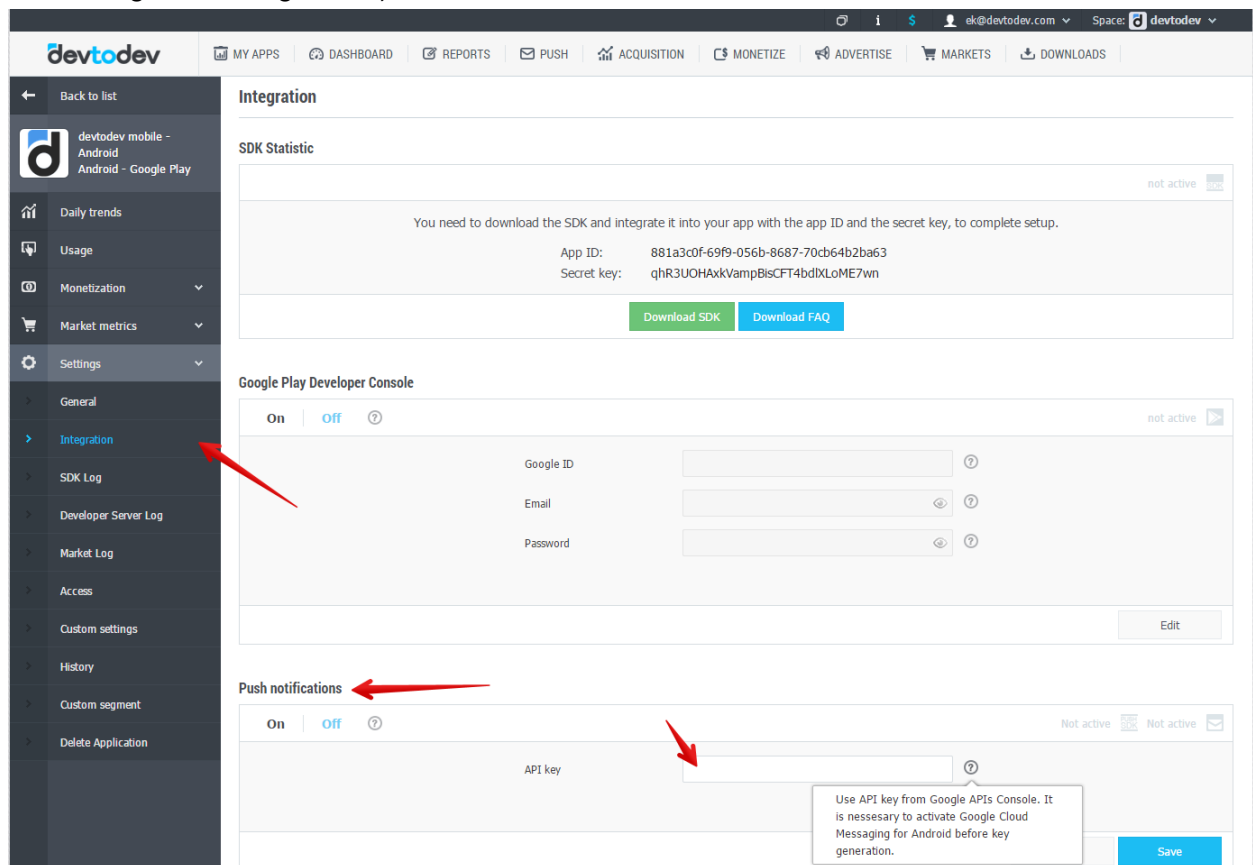 i $ ek@devtodev.com Space: devtodev
devtodev MY APPS DASHBOARD REPORTS PUSH ACQUISITION MONETIZE ADVERTISE MARKETS DOWNLOADS
Back to list
devtodev mobile -
Android
Android - Google Play
Daily trends
Usage
Monetization
Market metrics
Settings
General
Integration
SDK Log
Developer Server Log
Market Log
Access
Custom settings
History
Custom segment
Delete Application
Integration
SDK Statistic
not active
You need to download the SDK and integrate it into your app with the app ID and the secret key, to complete setup.
App ID: 881a3c0f-69f9-056b-8687-70cb64b2ba63
Secret key: qhR3UOHAxkVampBisCFT4bdlXLoME7wn
Download SDK Download FAQ
Google Play Developer Console
On Off ? not active
Google ID ?
Email ?
Password ?
Edit
Push notifications
On Off ? Not active Not active
API key ?
Use API key from Google APIs Console. It
is nessesary to activate Google Cloud
Messaging for Android before key
generation.
Save